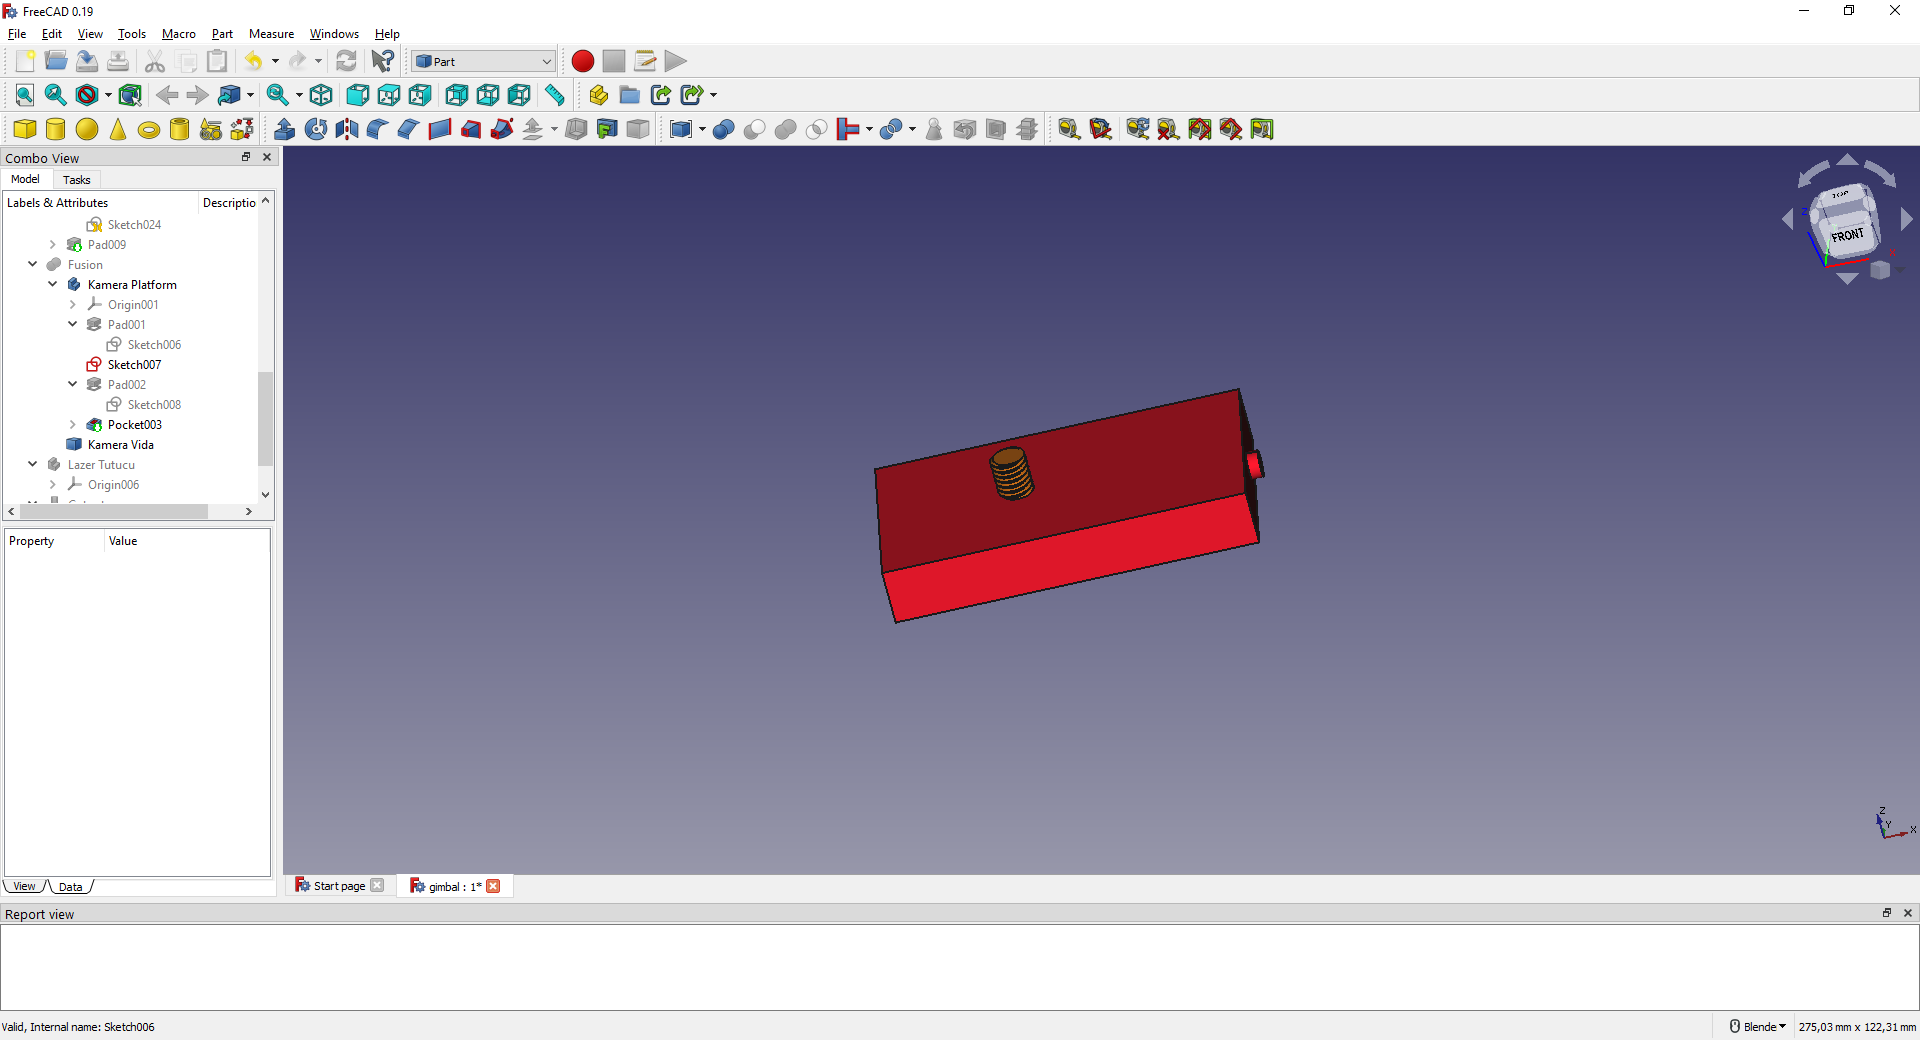 FreeCAD 0.19
File Edit View Tools Macro Part Measure Windows Help
Part
Combo View
Model Tasks
Labels & Attributes Descriptio
Sketch024
Pad009
Fusion
Kamera Platform
Origin001
Pad001
Sketch006
Sketch007
Pad002
Sketch008
Pocket003
Kamera Vida
Lazer Tutucu
Origin006
Property Value
View Data
TOP
FRONT
Z
X
Z
Y
X
Start page
gimbal : 1*
Report view
Valid, Internal name: Sketch006
Blende
275,03 mm x 122,31 mm